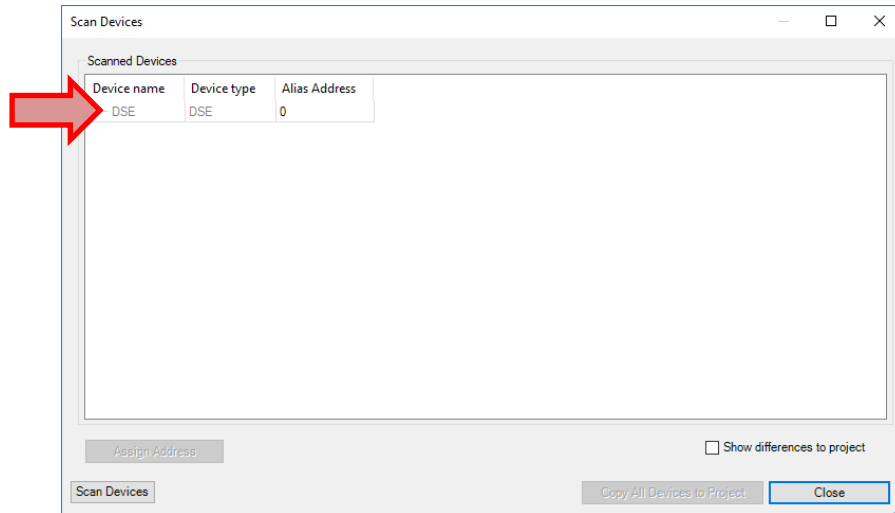 Scan Devices
Scanned Devices
Device name Device type Alias Address
DSE DSE 0
Assign Address
Show differences to project
Scan Devices
Copy All Devices to Project
Close